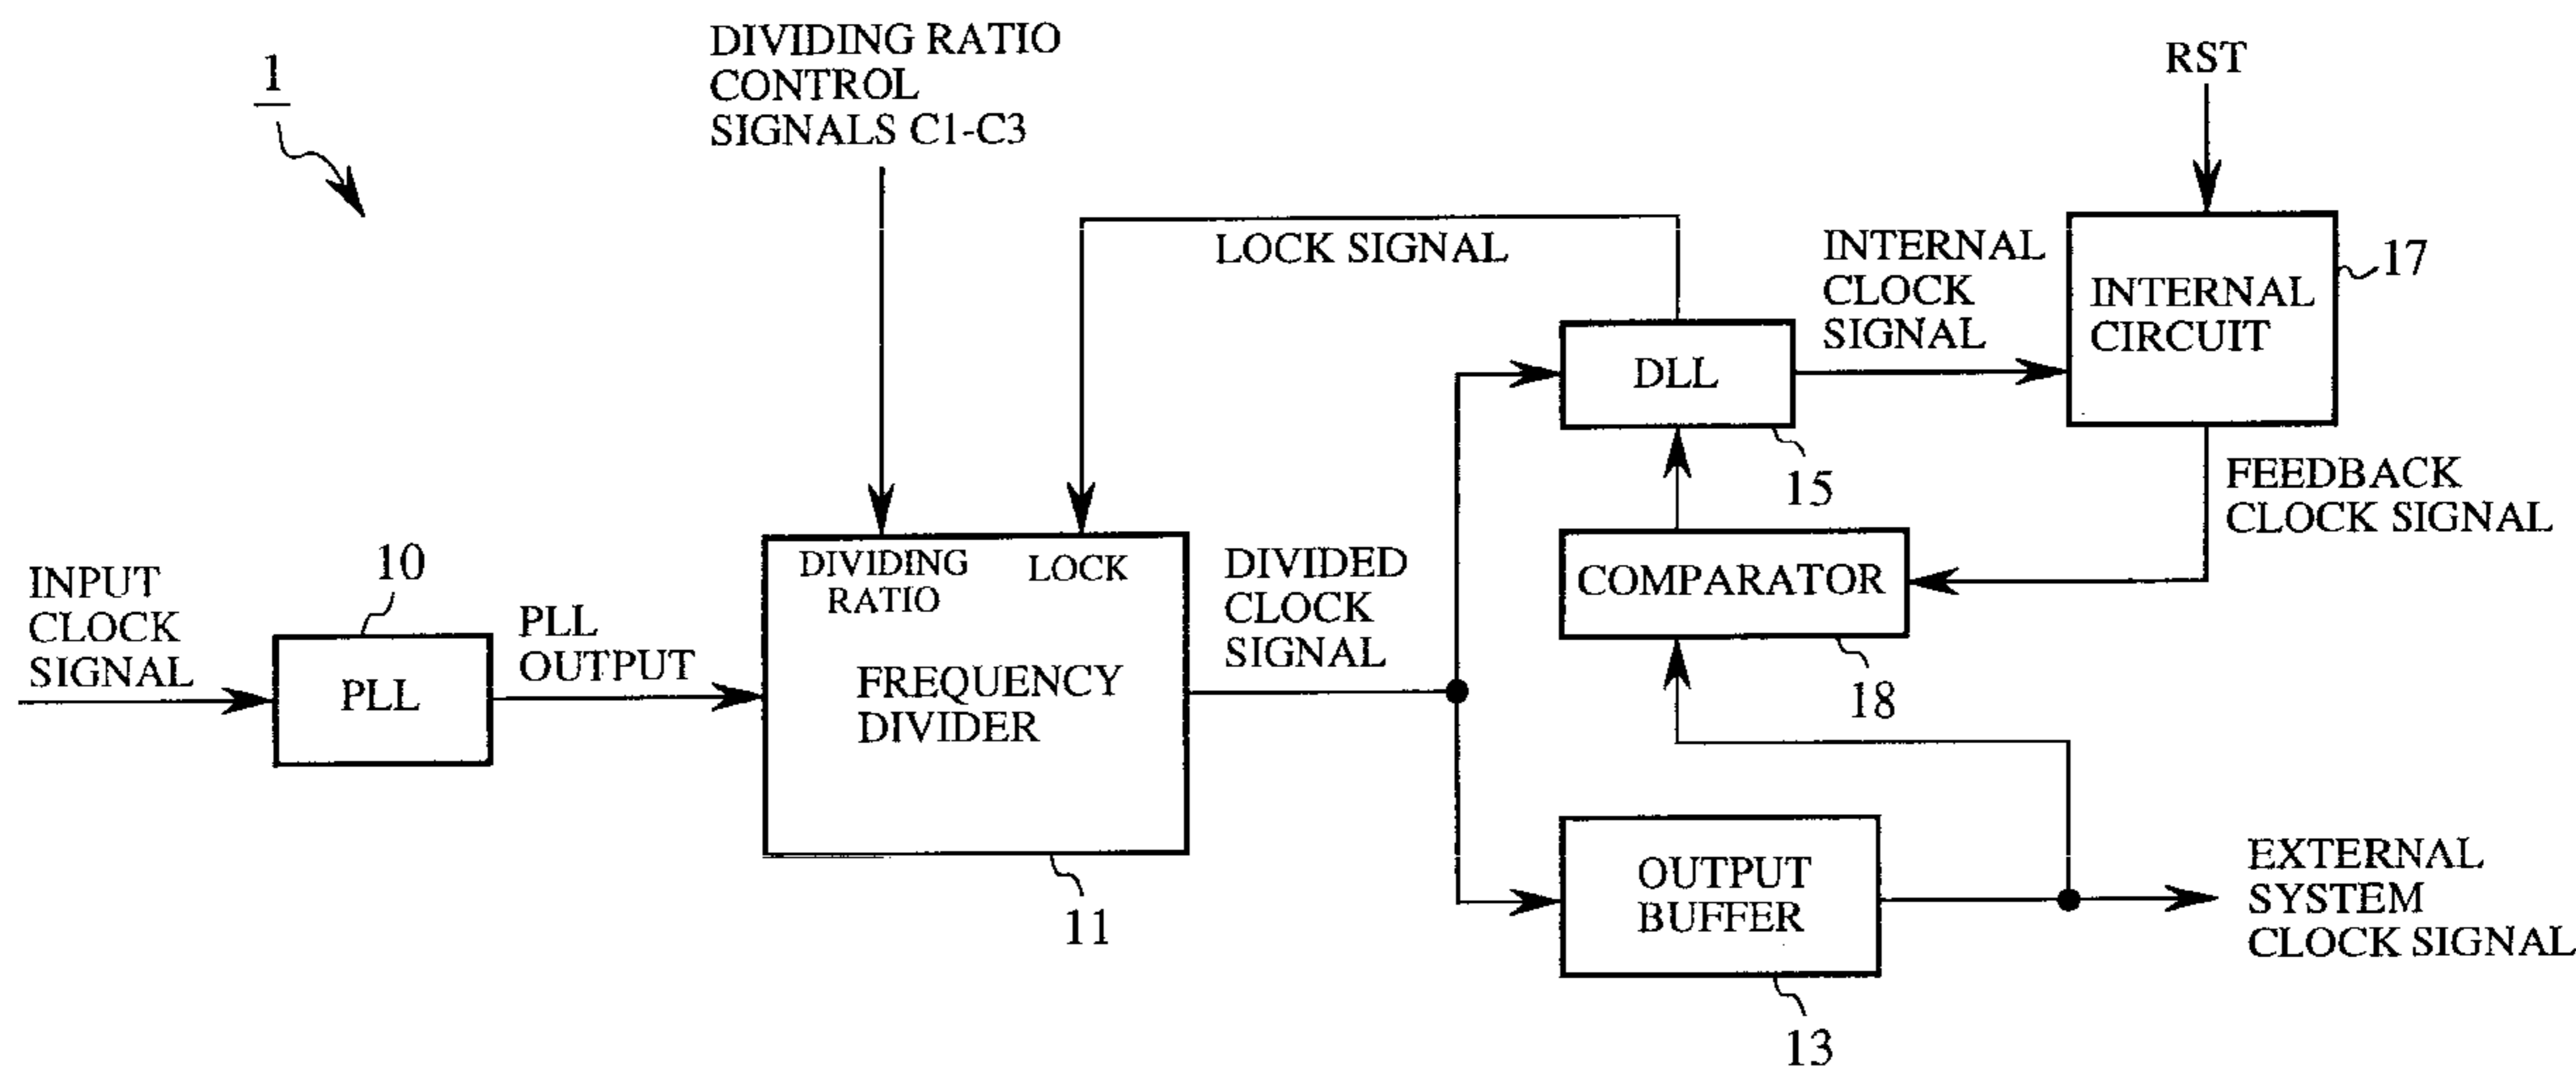 1
DIVIDING RATIO
CONTROL
SIGNALS C1-C3
RST
LOCK SIGNAL
INTERNAL
CLOCK
SIGNAL
INTERNAL
CIRCUIT
17
DLL
15
FEEDBACK
CLOCK SIGNAL
INPUT
CLOCK
SIGNAL
10
PLL
PLL
OUTPUT
DIVIDING
RATIO
LOCK
FREQUENCY
DIVIDER
11
DIVIDED
CLOCK
SIGNAL
COMPARATOR
18
OUTPUT
BUFFER
13
EXTERNAL
SYSTEM
CLOCK SIGNAL